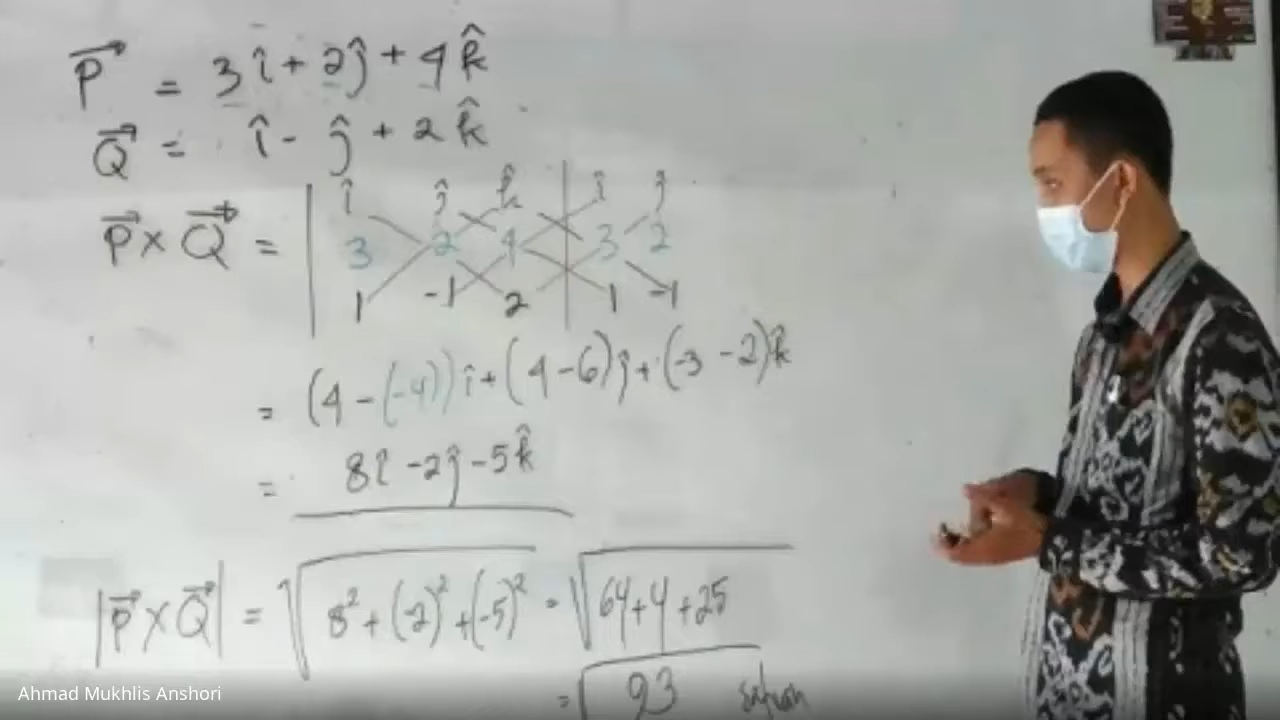 P⃗ = 3î + 2ĵ + 4k̂
Q⃗ = î - ĵ + 2k̂
P⃗ x Q⃗ = | î ĵ k̂ | î ĵ
3 2 4 3 2
1 -1 2 1 -1
= (4 - (-4)) î + (4 - 6) ĵ + (-3 - 2) k̂
= 8î - 2ĵ - 5k̂
|P⃗ x Q⃗| = √(8² + (-2)² + (-5)²) = √(64 + 4 + 25)
= √93 satuan
Ahmad Mukhlis Anshori